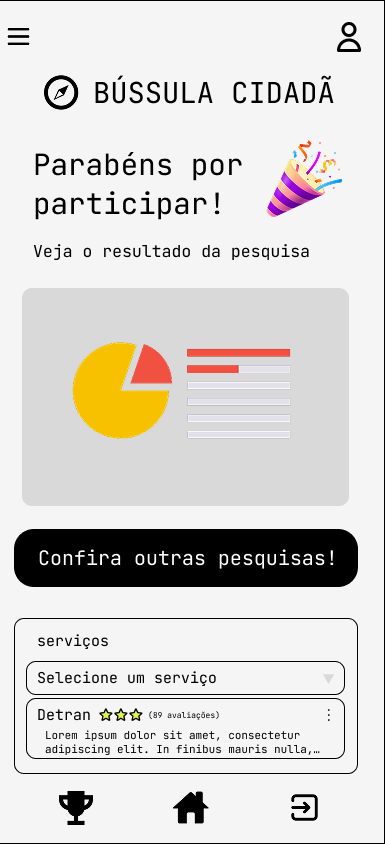 BÚSSULA CIDADÃ
Parabéns por
participar!
Veja o resultado da pesquisa
Confira outras pesquisas!
serviços
Selecione um serviço
Detran (89 avaliações)
Lorem ipsum dolor sit amet, consectetur
adipiscing elit. In finibus mauris nulla,…